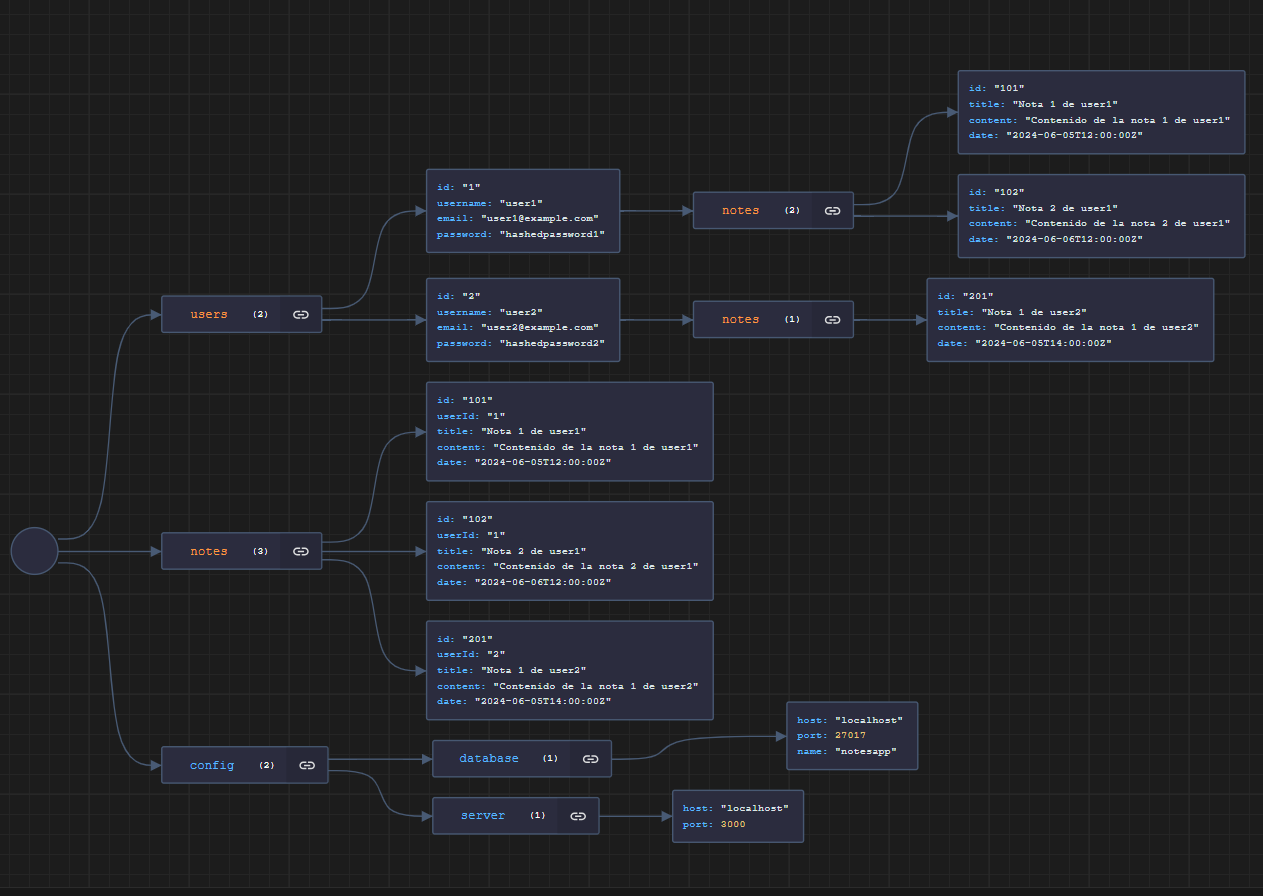 id: "101"
title: "Nota 1 de user1"
content: "Contenido de la nota 1 de user1"
date: "2024-06-05T12:00:00Z"
id: "1"
username: "user1"
email: "user1@example.com"
password: "hashedpassword1"
notes (2)
id: "102"
title: "Nota 2 de user1"
content: "Contenido de la nota 2 de user1"
date: "2024-06-06T12:00:00Z"
users (2)
id: "2"
username: "user2"
email: "user2@example.com"
password: "hashedpassword2"
notes (1)
id: "201"
title: "Nota 1 de user2"
content: "Contenido de la nota 1 de user2"
date: "2024-06-05T14:00:00Z"
id: "101"
userId: "1"
title: "Nota 1 de user1"
content: "Contenido de la nota 1 de user1"
date: "2024-06-05T12:00:00Z"
notes (3)
id: "102"
userId: "1"
title: "Nota 2 de user1"
content: "Contenido de la nota 2 de user1"
date: "2024-06-06T12:00:00Z"
id: "201"
userId: "2"
title: "Nota 1 de user2"
content: "Contenido de la nota 1 de user2"
date: "2024-06-05T14:00:00Z"
config (2)
database (1)
host: "localhost"
port: 27017
name: "notesapp"
server (1)
host: "localhost"
port: 3000